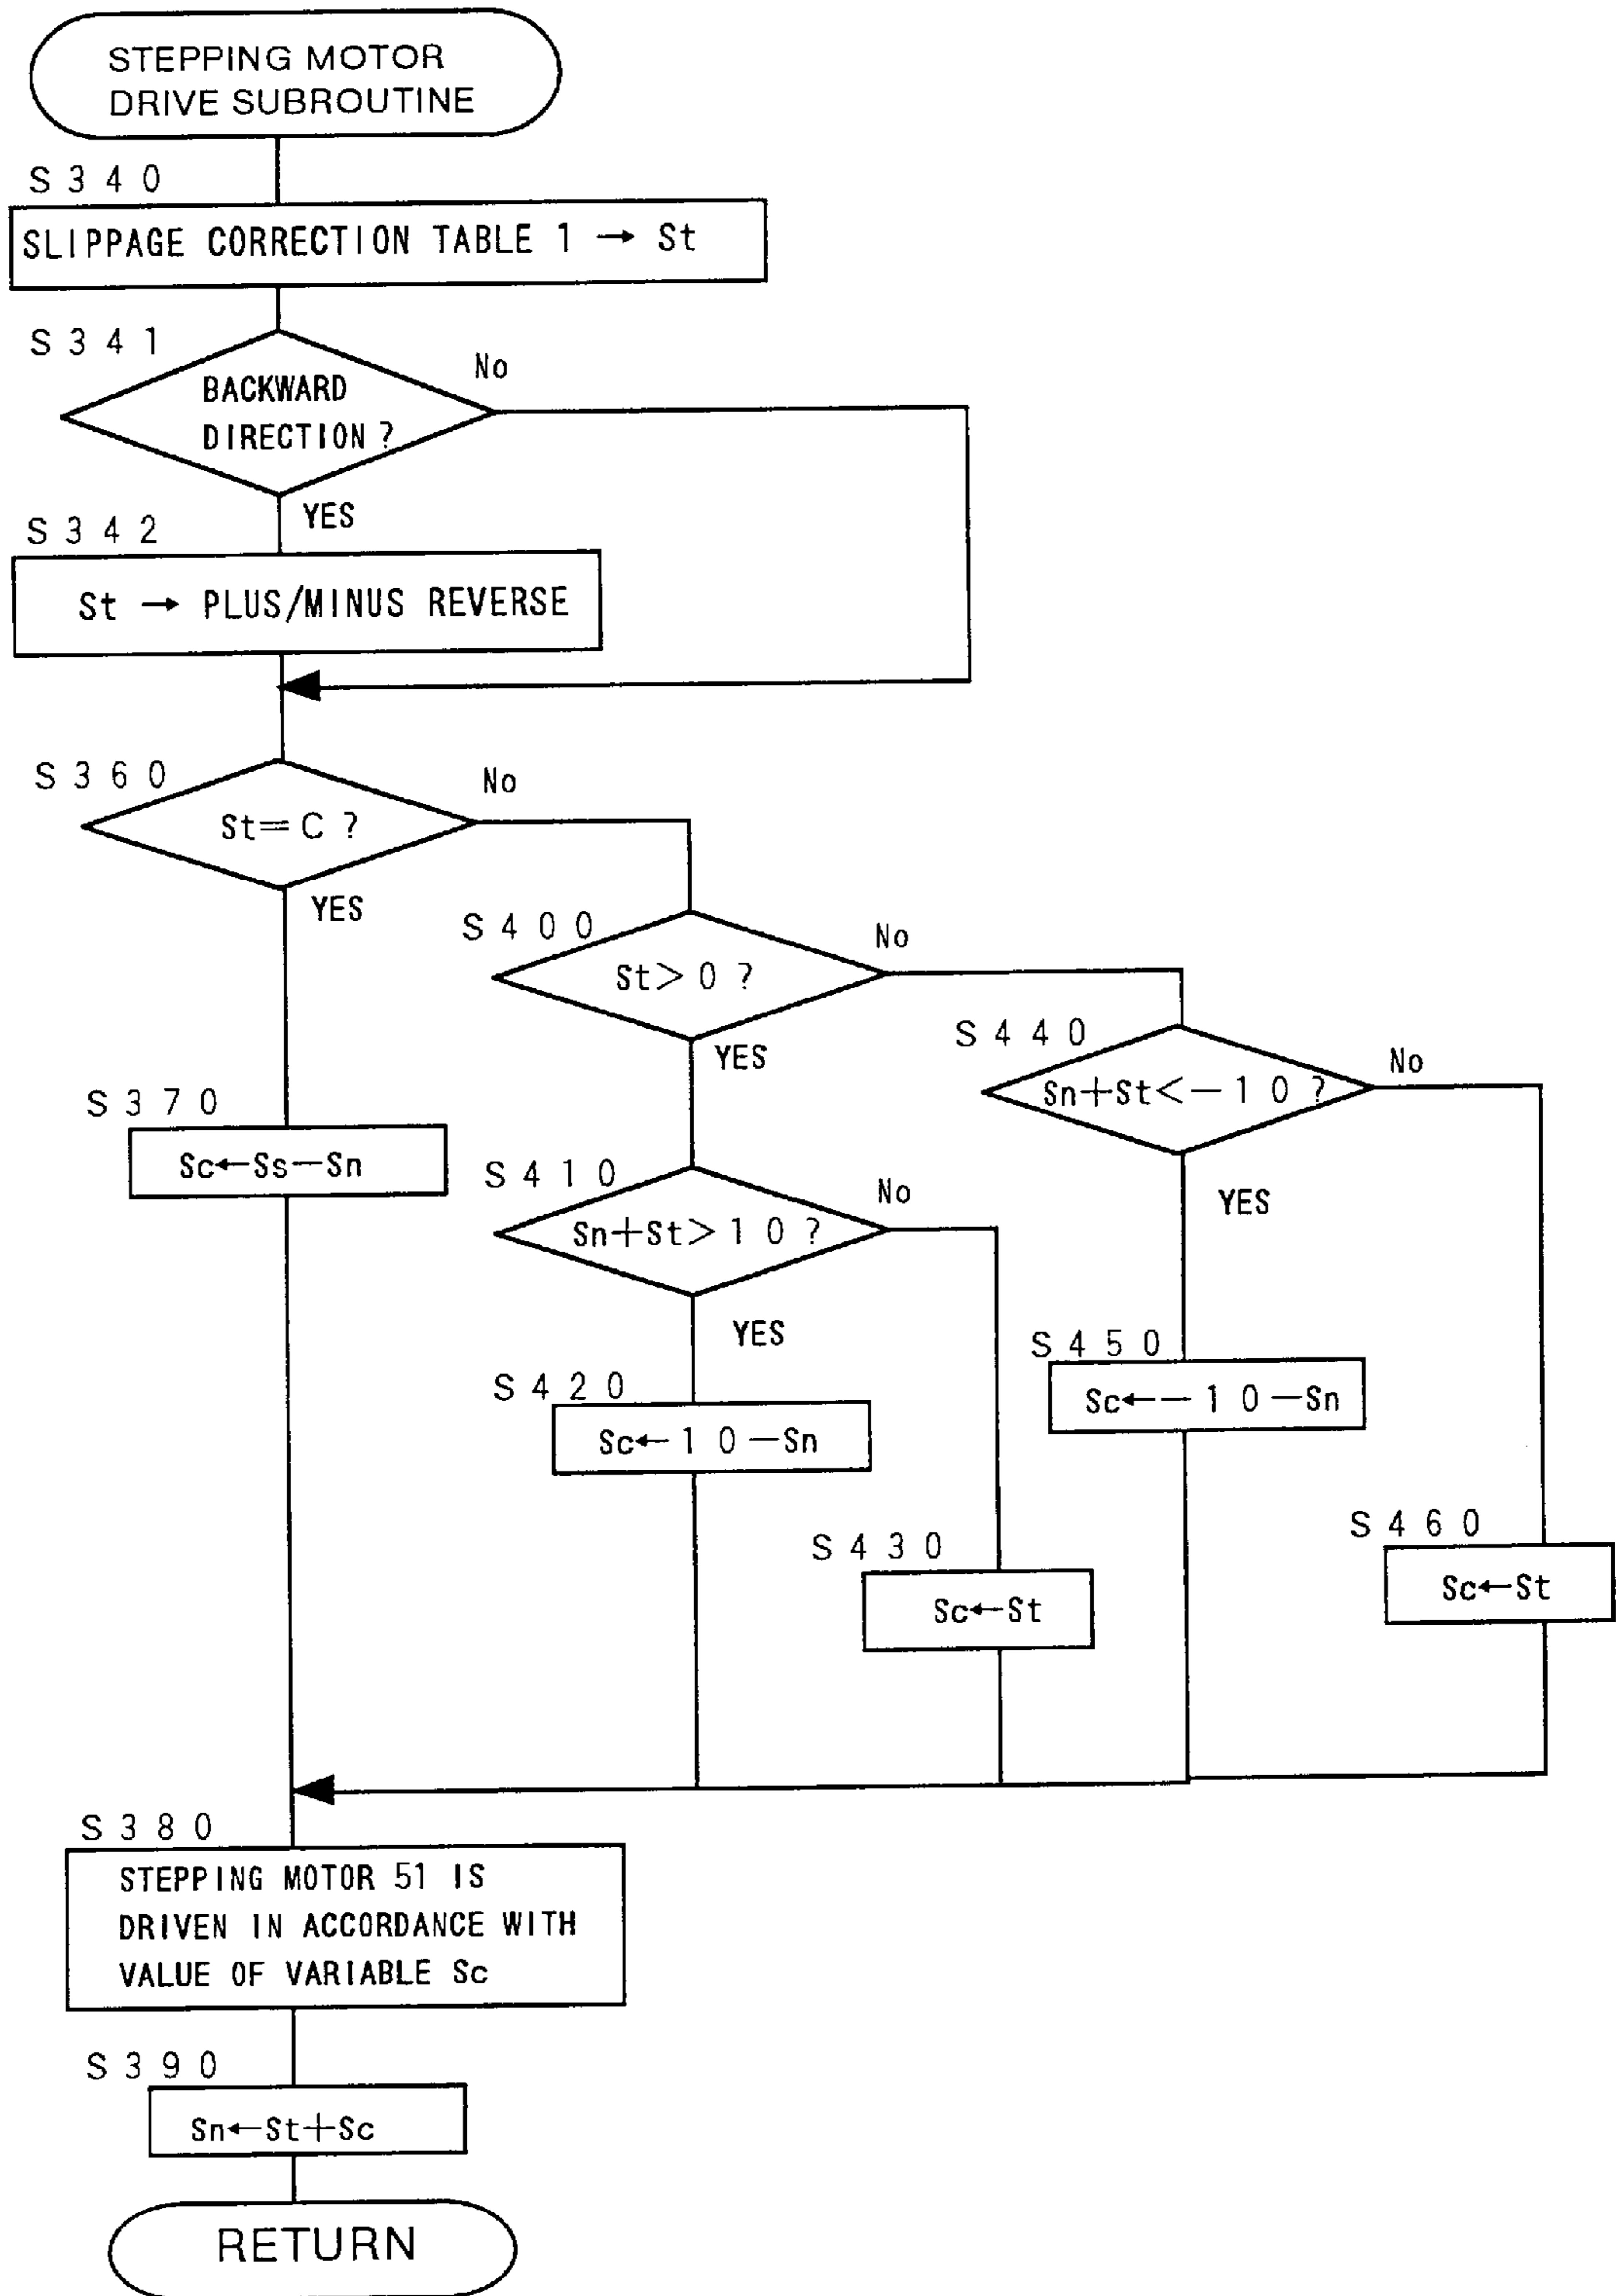 STEPPING MOTOR
DRIVE SUBROUTINE
S340
SLIPPAGE CORRECTION TABLE 1 → St
S341
BACKWARD
DIRECTION?
No
YES
S342
St → PLUS/MINUS REVERSE
S360
St=C ?
No
YES
S400
St>0 ?
No
YES
S440
Sn+St<-10 ?
No
YES
S370
Sc←Ss-Sn
S410
Sn+St>10 ?
No
YES
S450
Sc←-10-Sn
S420
Sc←10-Sn
S460
Sc←St
S430
Sc←St
S380
STEPPING MOTOR 51 IS
DRIVEN IN ACCORDANCE WITH
VALUE OF VARIABLE Sc
S390
Sn←St+Sc
RETURN